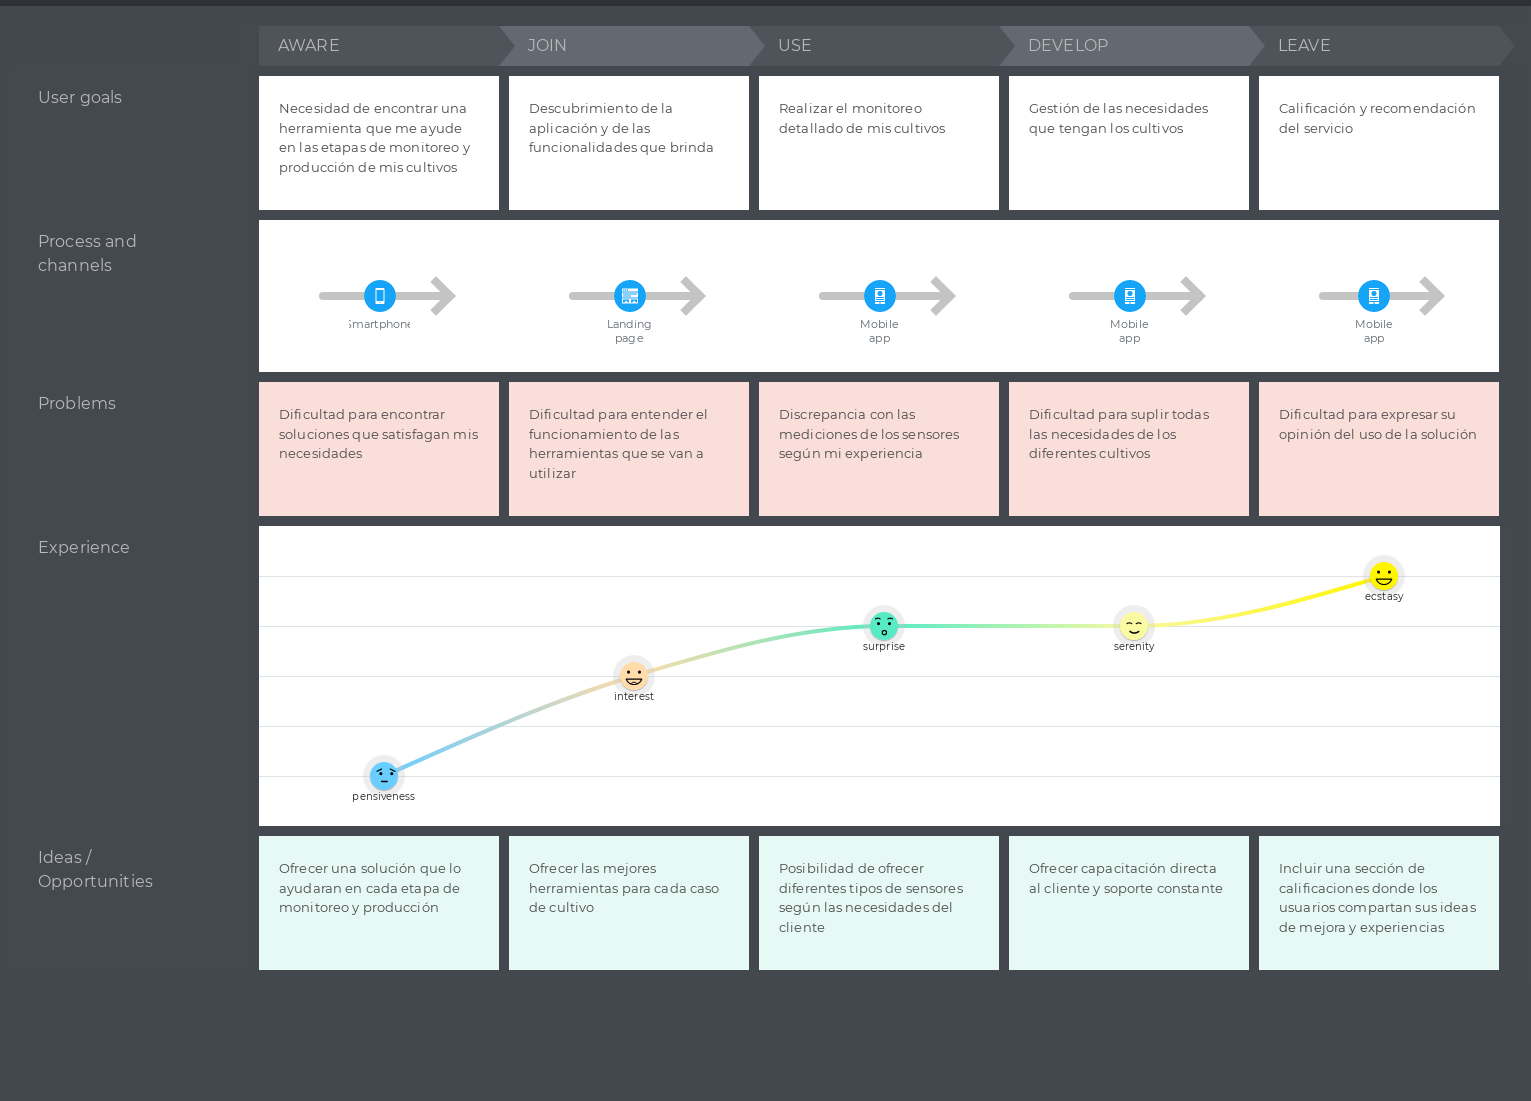 AWARE
JOIN
USE
DEVELOP
LEAVE
User goals
Necesidad de encontrar una
herramienta que me ayude
en las etapas de monitoreo y
producción de mis cultivos
Descubrimiento de la
aplicación y de las
funcionalidades que brinda
Realizar el monitoreo
detallado de mis cultivos
Gestión de las necesidades
que tengan los cultivos
Calificación y recomendación
del servicio
Process and
channels
Smartphone
Landing
page
Mobile
app
Mobile
app
Mobile
app
Problems
Dificultad para encontrar
soluciones que satisfagan mis
necesidades
Dificultad para entender el
funcionamiento de las
herramientas que se van a
utilizar
Discrepancia con las
mediciones de los sensores
según mi experiencia
Dificultad para suplir todas
las necesidades de los
diferentes cultivos
Dificultad para expresar su
opinión del uso de la solución
Experience
ecstasy
surprise
serenity
interest
pensiveness
Ideas /
Opportunities
Ofrecer una solución que lo
ayudaran en cada etapa de
monitoreo y producción
Ofrecer las mejores
herramientas para cada caso
de cultivo
Posibilidad de ofrecer
diferentes tipos de sensores
según las necesidades del
cliente
Ofrecer capacitación directa
al cliente y soporte constante
Incluir una sección de
calificaciones donde los
usuarios compartan sus ideas
de mejora y experiencias